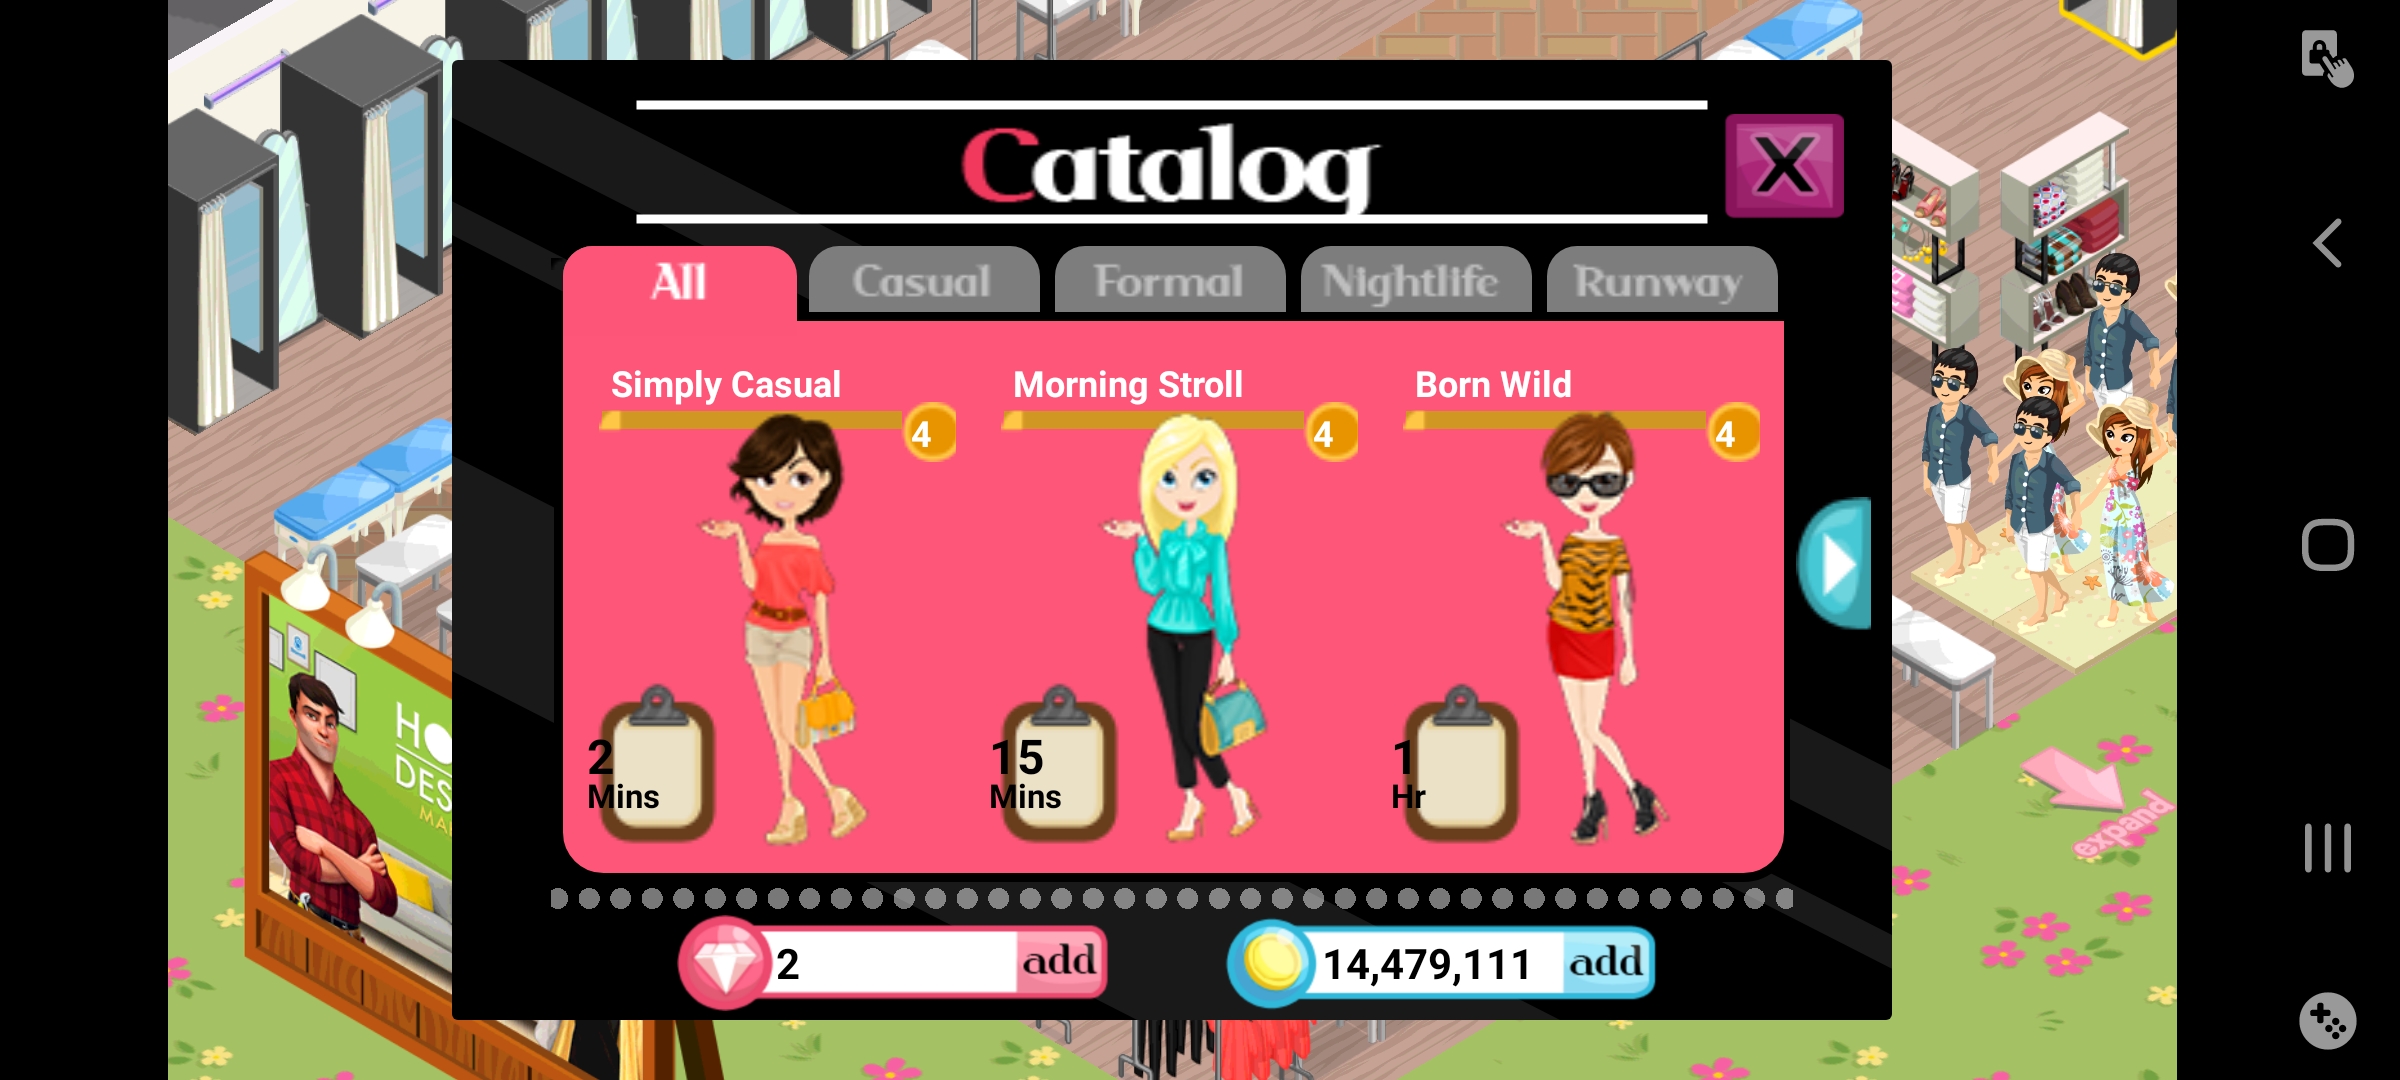 Catalog
X
All
Casual
Formal
Nightlife
Runway
Simply Casual
4
Morning Stroll
4
Born Wild
4
2
Mins
15
Mins
1
Hr
DES
MA
expand
2
add
14,479,111
add